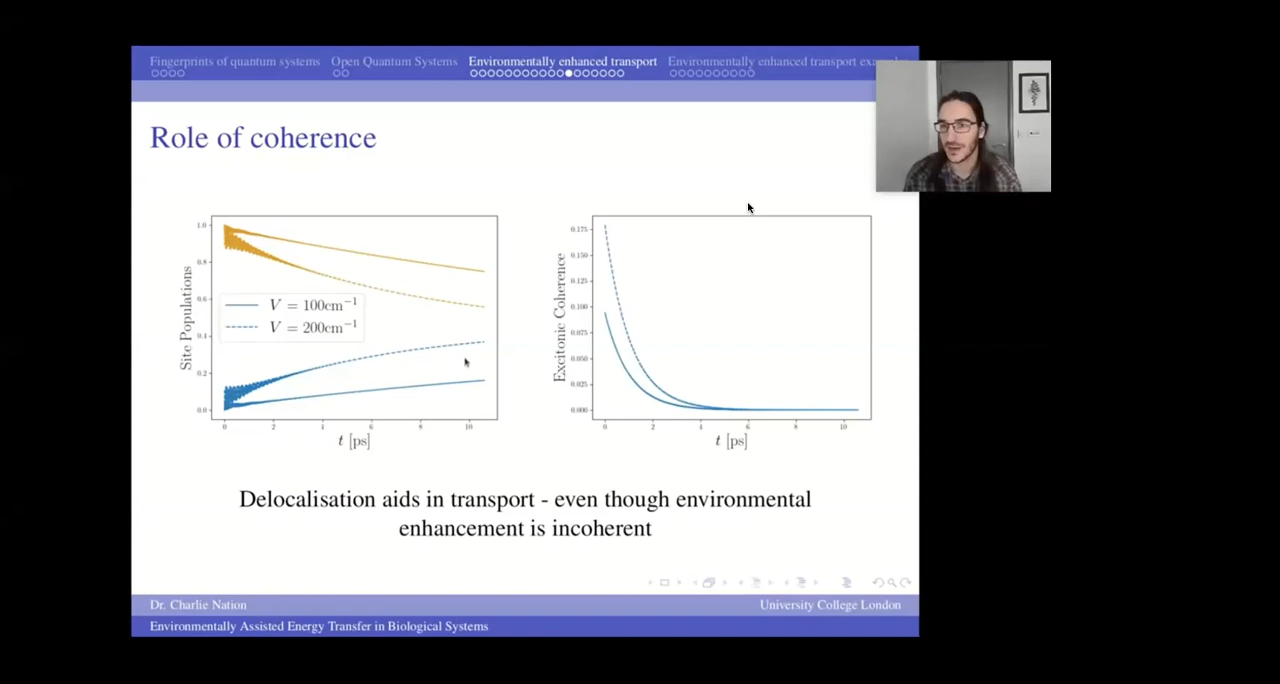 Fingerprints of quantum systems Open Quantum Systems Environmentally enhanced transport Environmentally enhanced transport
Role of coherence
1.0
0.8
0.6
0.4
0.2
0.0
Site Populations
V = 100cm⁻¹
V = 200cm⁻¹
0 2 4 6 8 10
t [ps]
0.175
0.150
0.125
0.100
0.075
0.050
0.025
0.000
Excitonic Coherence
0 2 4 6 8 10
t [ps]
Delocalisation aids in transport - even though environmental
enhancement is incoherent
Dr. Charlie Nation University College London
Environmentally Assisted Energy Transfer in Biological Systems